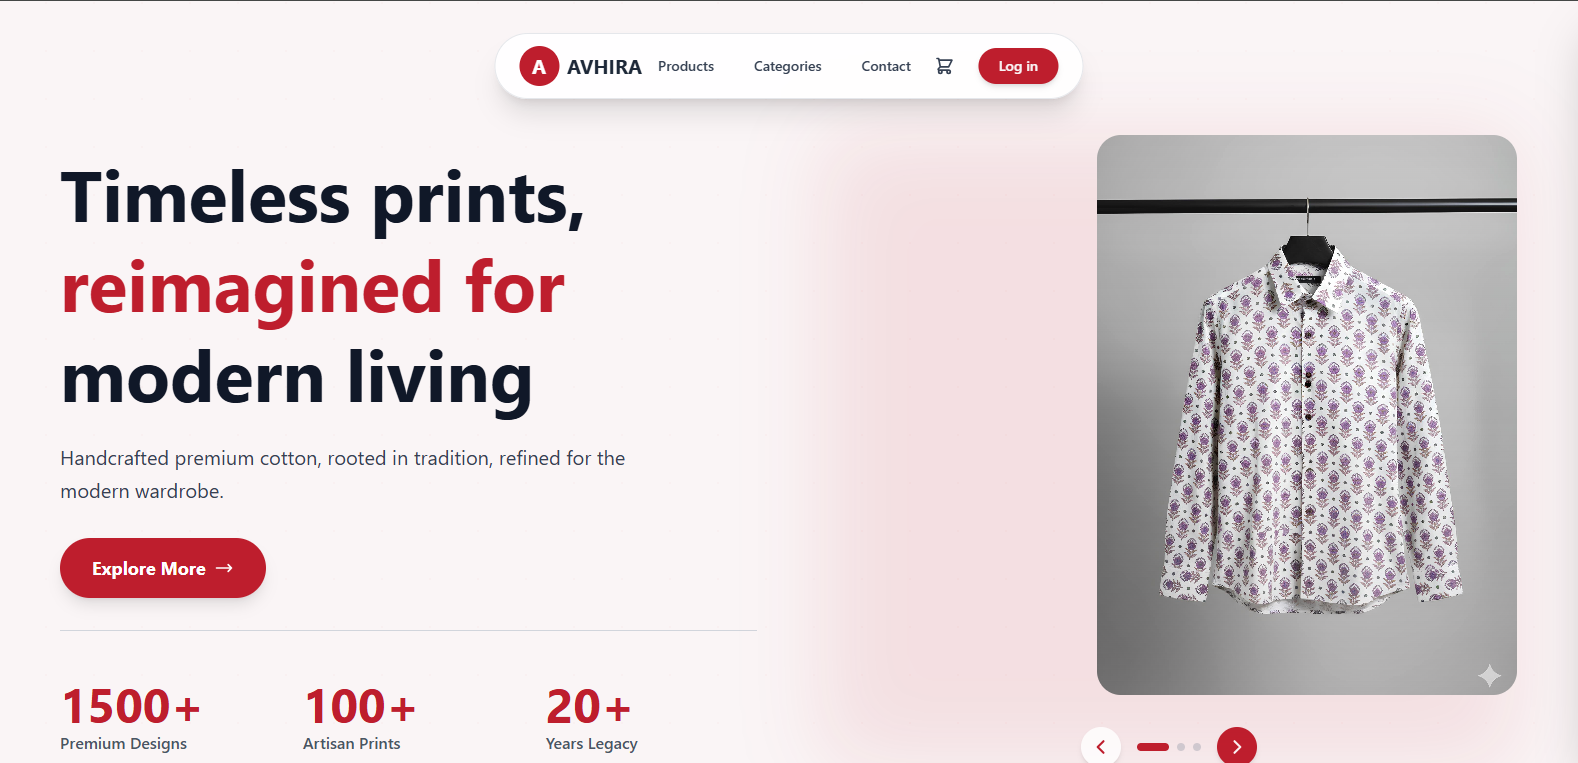 A AVHIRA Products Categories Contact Log in
Timeless prints,
reimagined for
modern living
Handcrafted premium cotton, rooted in tradition, refined for the
modern wardrobe.
Explore More →
1500+ 100+ 20+
Premium Designs Artisan Prints Years Legacy